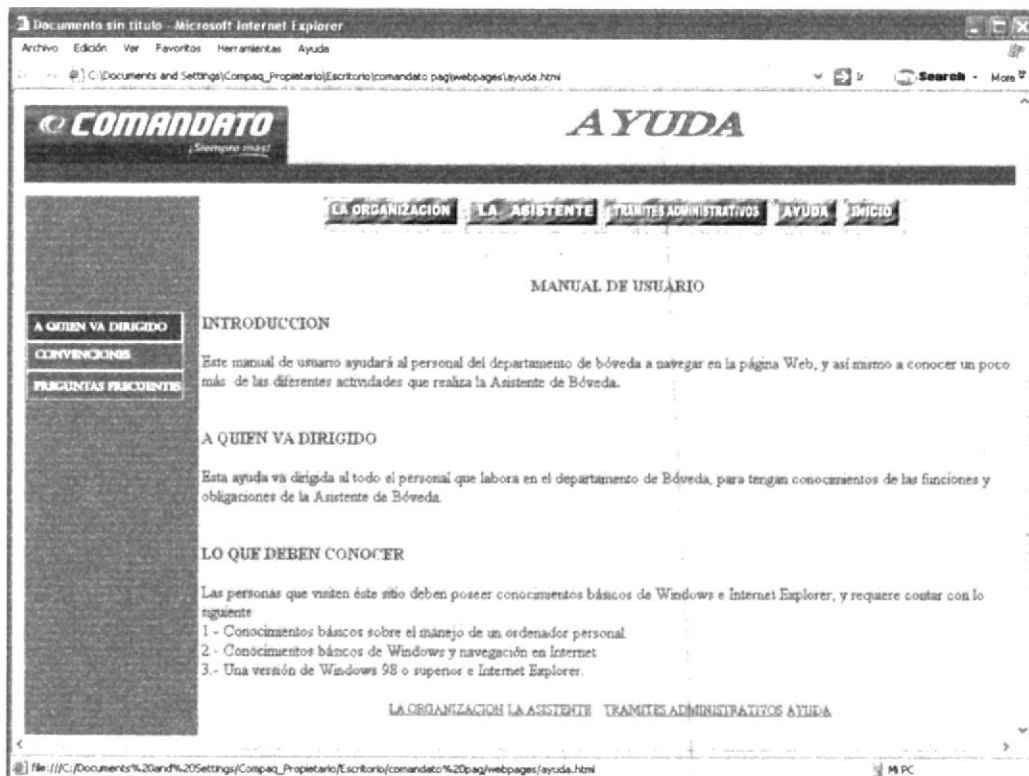 Documento sin título - Microsoft Internet Explorer
Archivo Edición Ver Favoritos Herramientas Ayuda
C:\Documents and Settings\Compaq_Propietario\Escritorio\comandato pag\webpages\ayuda.html Ir Search - More
COMANDATO
¡Siempre mas!
AYUDA
LA ORGANIZACIÓN LA ASISTENTE TRAMITES ADMINISTRATIVOS AYUDA INICIO
MANUAL DE USUARIO
A QUIEN VA DIRIGIDO
CONVENCIONES
PREGUNTAS FRECUENTES
INTRODUCCION
Este manual de usuario ayudará al personal del departamento de bóveda a navegar en la página Web, y así mismo a conocer un poco
más de las diferentes actividades que realiza la Asistente de Bóveda.
A QUIEN VA DIRIGIDO
Esta ayuda va dirigida al todo el personal que labora en el departamento de Bóveda, para tengan conocimientos de las funciones y
obligaciones de la Asistente de Bóveda.
LO QUE DEBEN CONOCER
Las personas que visiten éste sitio deben poseer conocimientos básicos de Windows e Internet Explorer, y requiere contar con lo
siguiente
1 - Conocimientos básicos sobre el manejo de un ordenador personal.
2 - Conocimientos básicos de Windows y navegación en Internet
3.- Una versión de Windows 98 o superior e Internet Explorer.
LA ORGANIZACION LA ASISTENTE TRAMITES ADMINISTRATIVOS AYUDA
file:///C:/Documents%20and%20Settings/Compaq_Propietario/Escritorio/comandato%20pag/webpages/ayuda.html Mi PC